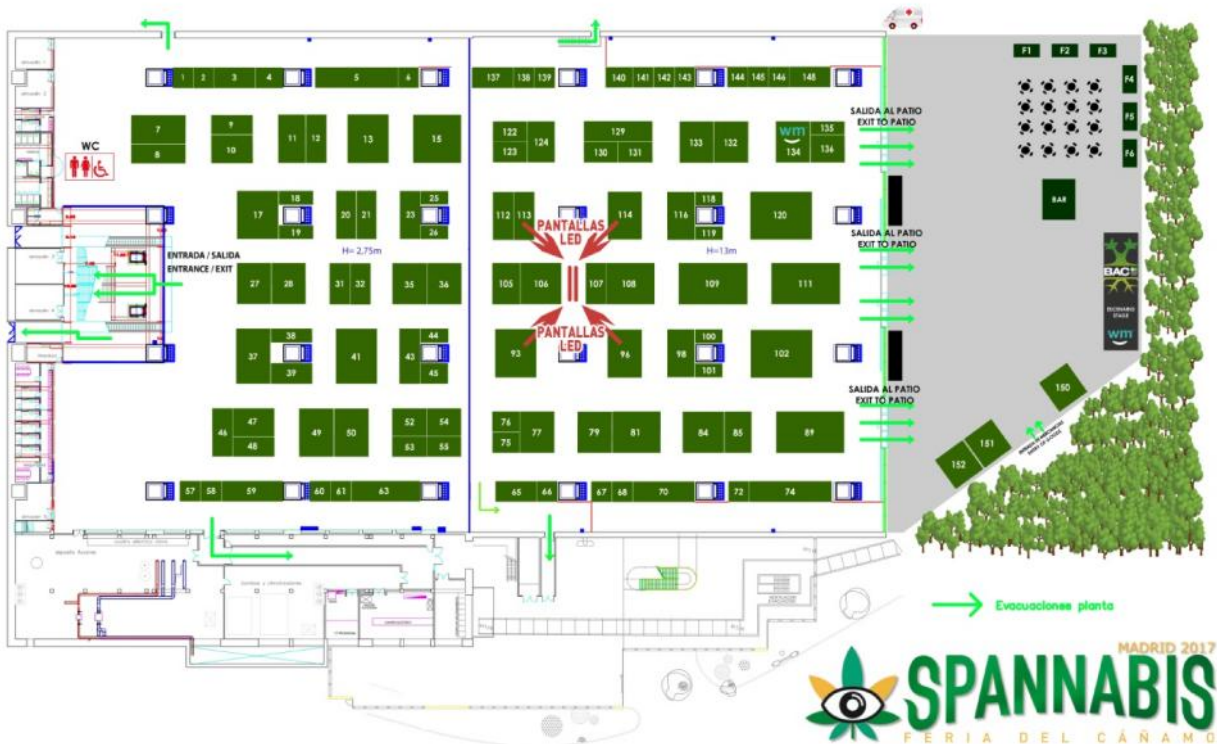 1 2 3 4 5 6 137 138 139 140 141 142 143 144 145 146 148
F1 F2 F3
F4
F5
F6
SALIDA AL PATIO
EXIT TO PATIO
WC
7 8 9 10 11 12 13 15
122 123 124 129 130 131 133 132
wm
134 135 136
BAR
17 18 19 20 21 23 25 26
112 113 114 116 118 119 120
PANTALLAS
LED
H= 2,75m
H=13m
SALIDA AL PATIO
EXIT TO PATIO
ENTRADA / SALIDA
ENTRANCE / EXIT
BAC
ESCENARIO
STAGE
wm
27 28 31 32 35 36 105 106 107 108 109 111
PANTALLAS
LED
37 38 39 41 43 44 45 93 96 98 100 101 102
SALIDA AL PATIO
EXIT TO PATIO
150
151
152
46 47 48 49 50 52 53 54 55 76 75 77 79 81 84 85 89
57 58 59 60 61 63 65 66 67 68 70 72 74
Evacuaciones planta
MADRID 2017
SPANNABIS
FERIA DEL CÁÑAMO